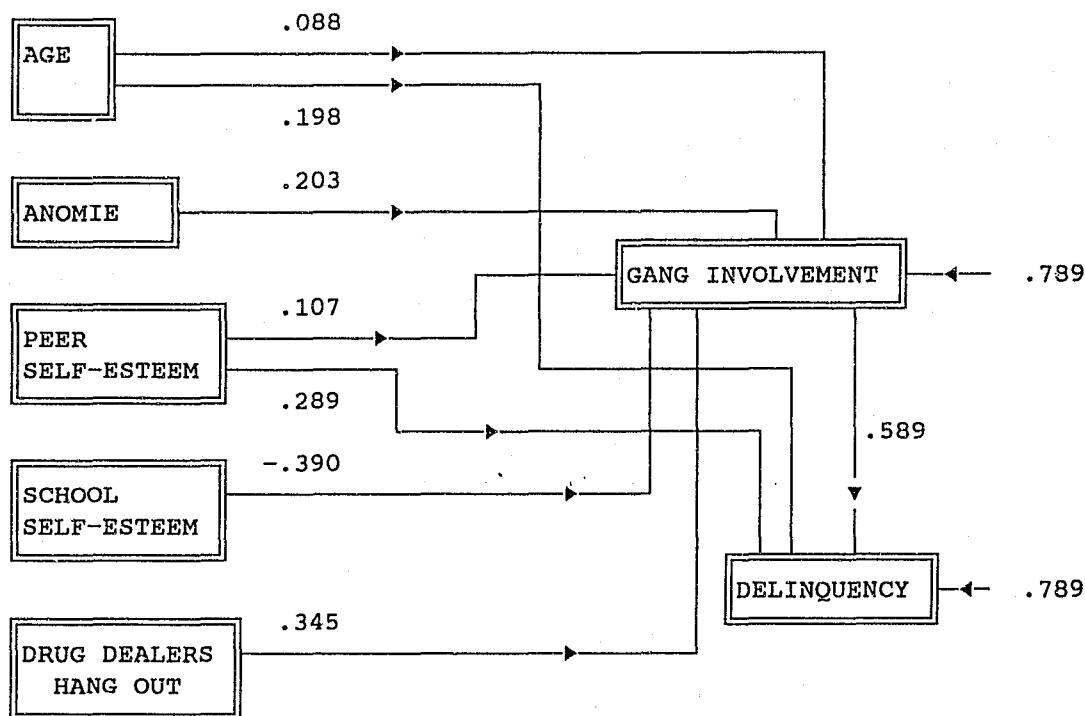 .088
AGE
.198
.203
ANOMIE
GANG INVOLVEMENT
.789
.107
PEER
SELF-ESTEEM
.289
.589
-.390
SCHOOL
SELF-ESTEEM
DELINQUENCY
.789
.345
DRUG DEALERS
HANG OUT